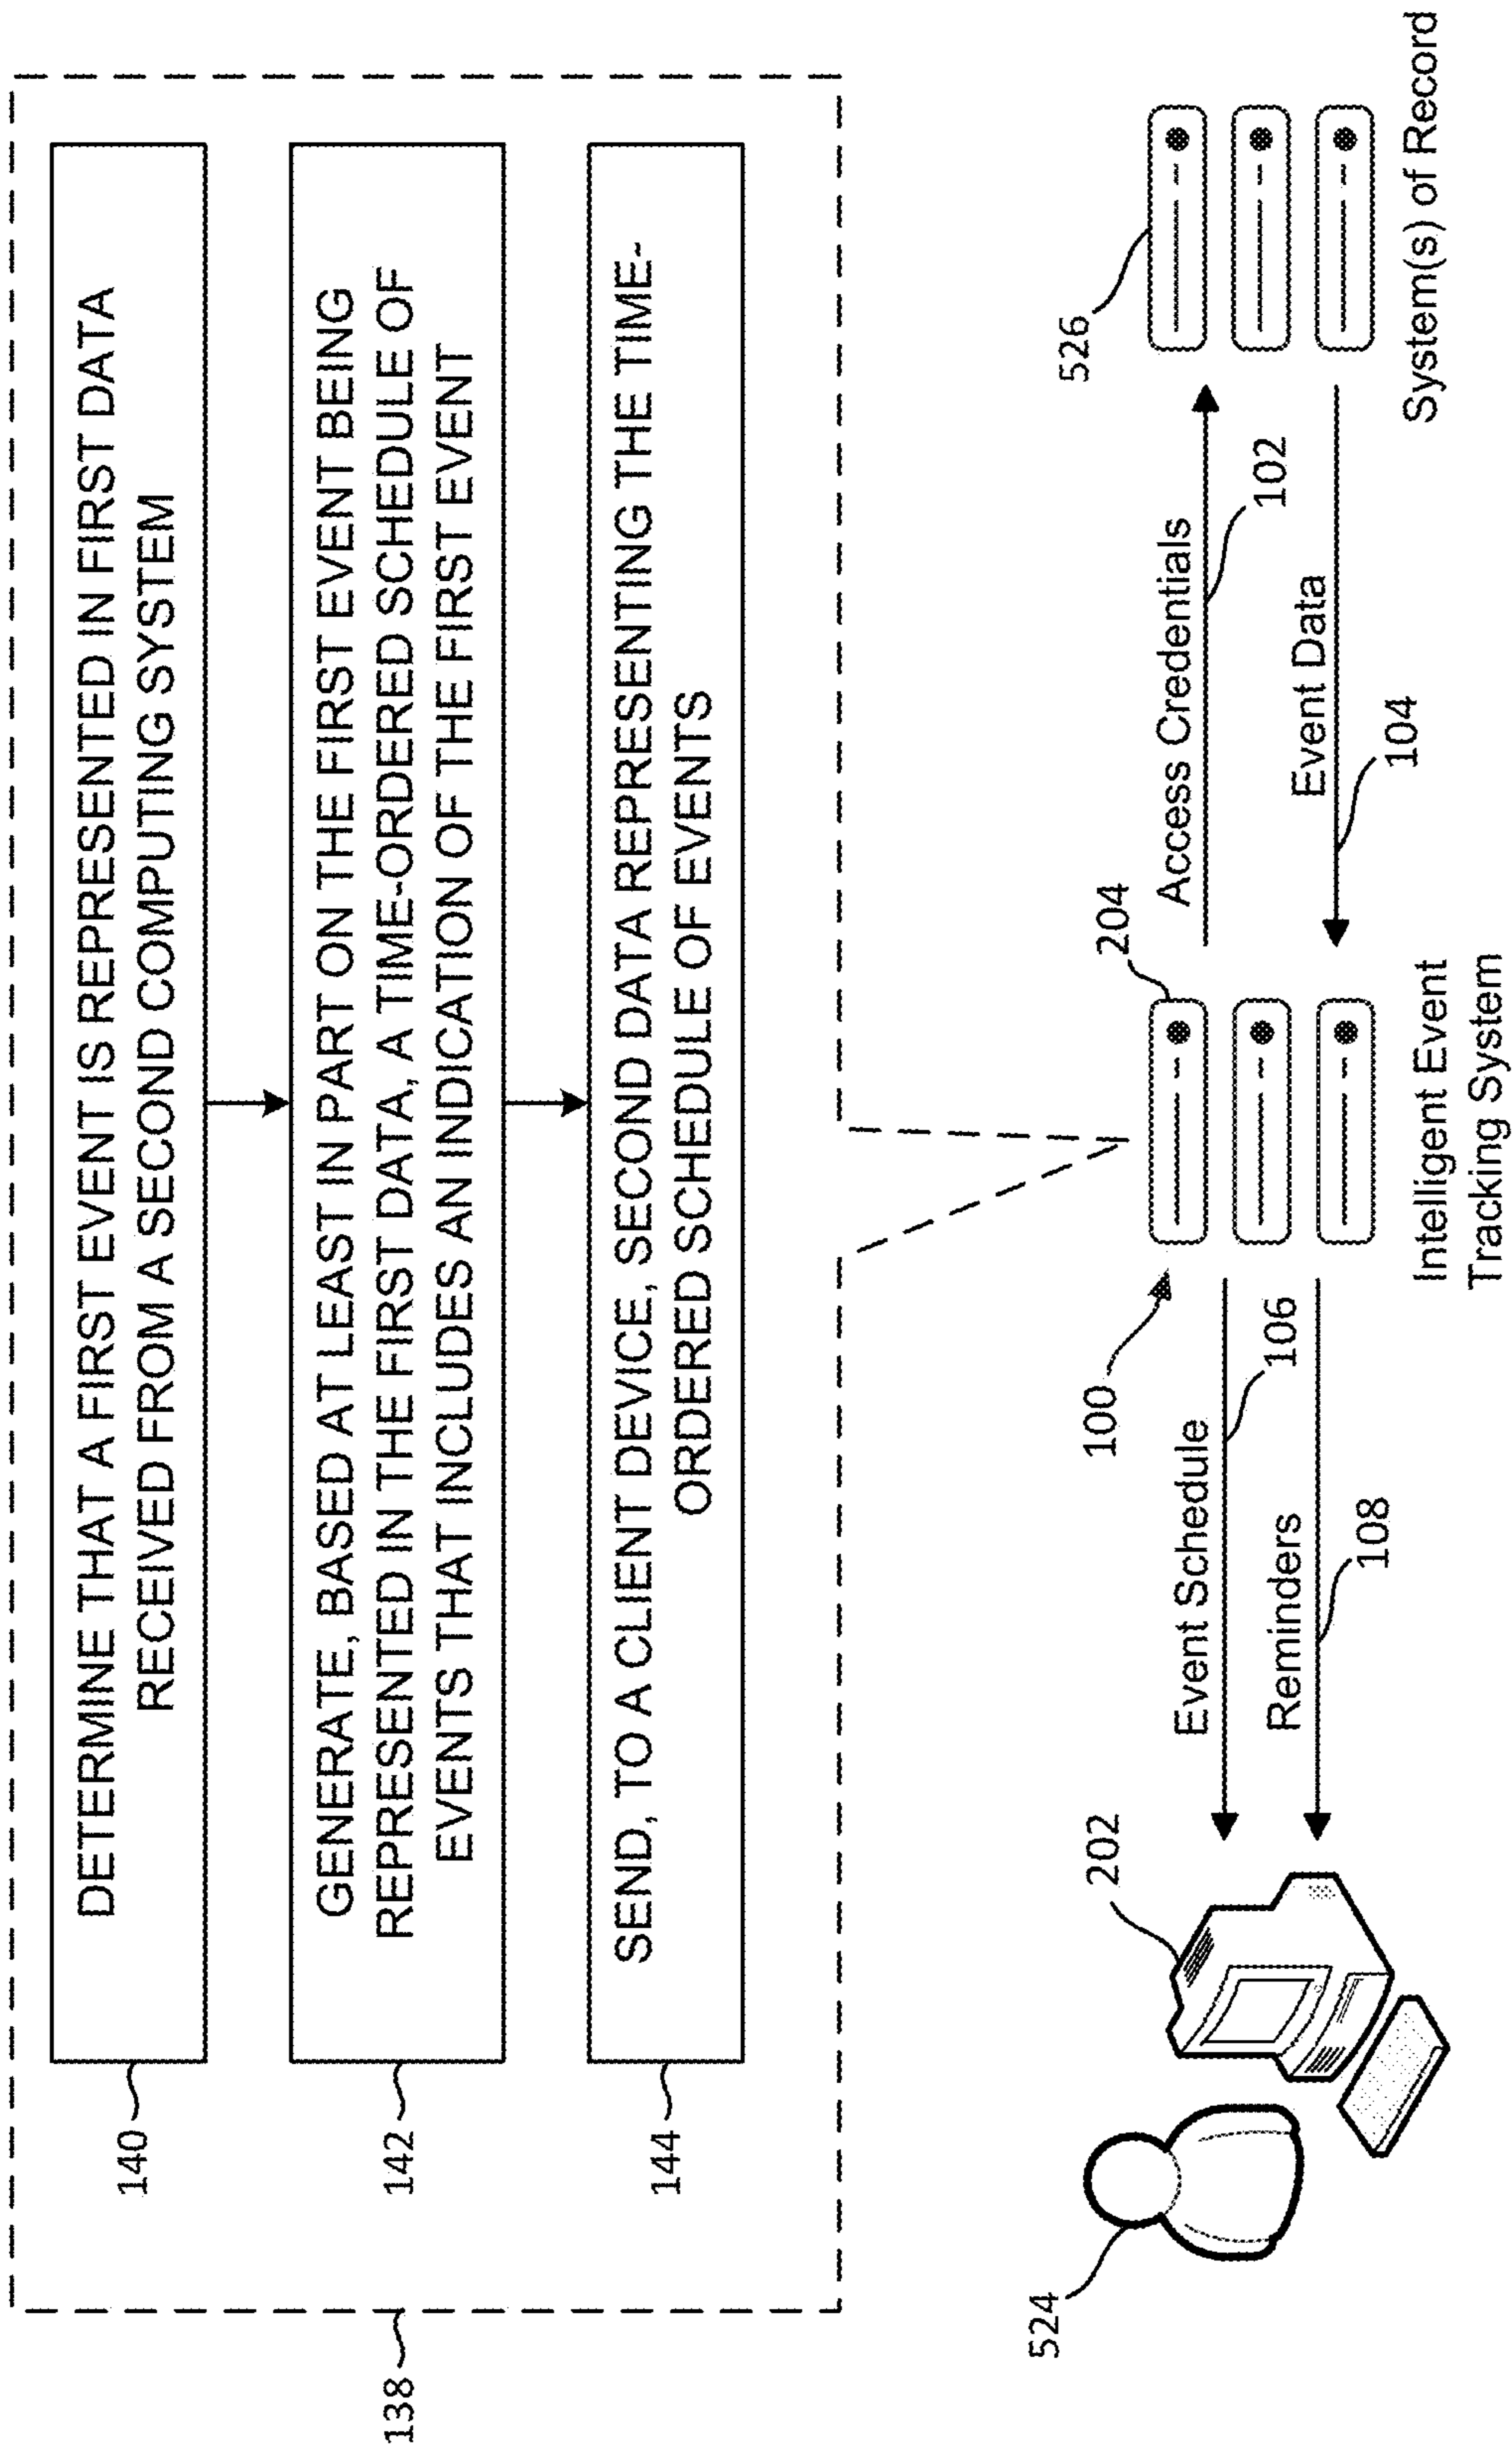 138
140
DETERMINE THAT A FIRST EVENT IS REPRESENTED IN FIRST DATA
RECEIVED FROM A SECOND COMPUTING SYSTEM
142
GENERATE, BASED AT LEAST IN PART ON THE FIRST EVENT BEING
REPRESENTED IN THE FIRST DATA, A TIME-ORDERED SCHEDULE OF
EVENTS THAT INCLUDES AN INDICATION OF THE FIRST EVENT
144
SEND, TO A CLIENT DEVICE, SECOND DATA REPRESENTING THE TIME-
ORDERED SCHEDULE OF EVENTS
524
202
Event Schedule
106
Reminders
108
100
204
Intelligent Event
Tracking System
Access Credentials
102
Event Data
104
526
System(s) of Record